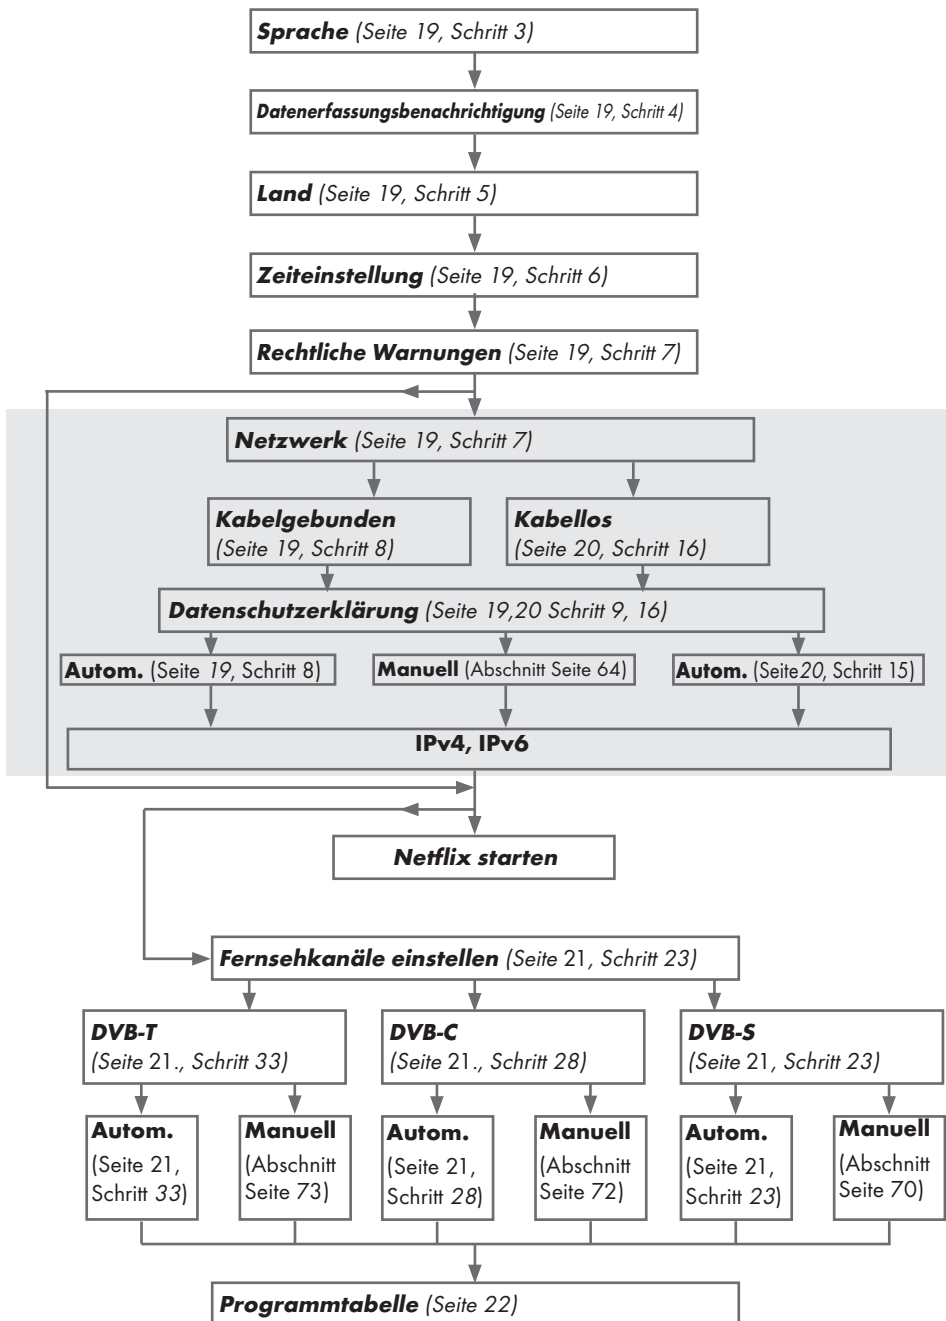 Sprache (Seite 19, Schritt 3)
Datenerfassungsbenachrichtigung (Seite 19, Schritt 4)
Land (Seite 19, Schritt 5)
Zeiteinstellung (Seite 19, Schritt 6)
Rechtliche Warnungen (Seite 19, Schritt 7)
Netzwerk (Seite 19, Schritt 7)
Kabelgebunden
(Seite 19, Schritt 8)
Kabellos
(Seite 20, Schritt 16)
Datenschutzerklärung (Seite 19,20 Schritt 9, 16)
Autom. (Seite 19, Schritt 8)
Manuell (Abschnitt Seite 64)
Autom. (Seite20, Schritt 15)
IPv4, IPv6
Netflix starten
Fernsehkanäle einstellen (Seite 21, Schritt 23)
DVB-T
(Seite 21., Schritt 33)
DVB-C
(Seite 21., Schritt 28)
DVB-S
(Seite 21, Schritt 23)
Autom.
(Seite 21,
Schritt 33)
Manuell
(Abschnitt
Seite 73)
Autom.
(Seite 21,
Schritt 28)
Manuell
(Abschnitt
Seite 72)
Autom.
(Seite 21,
Schritt 23)
Manuell
(Abschnitt
Seite 70)
Programmtabelle (Seite 22)